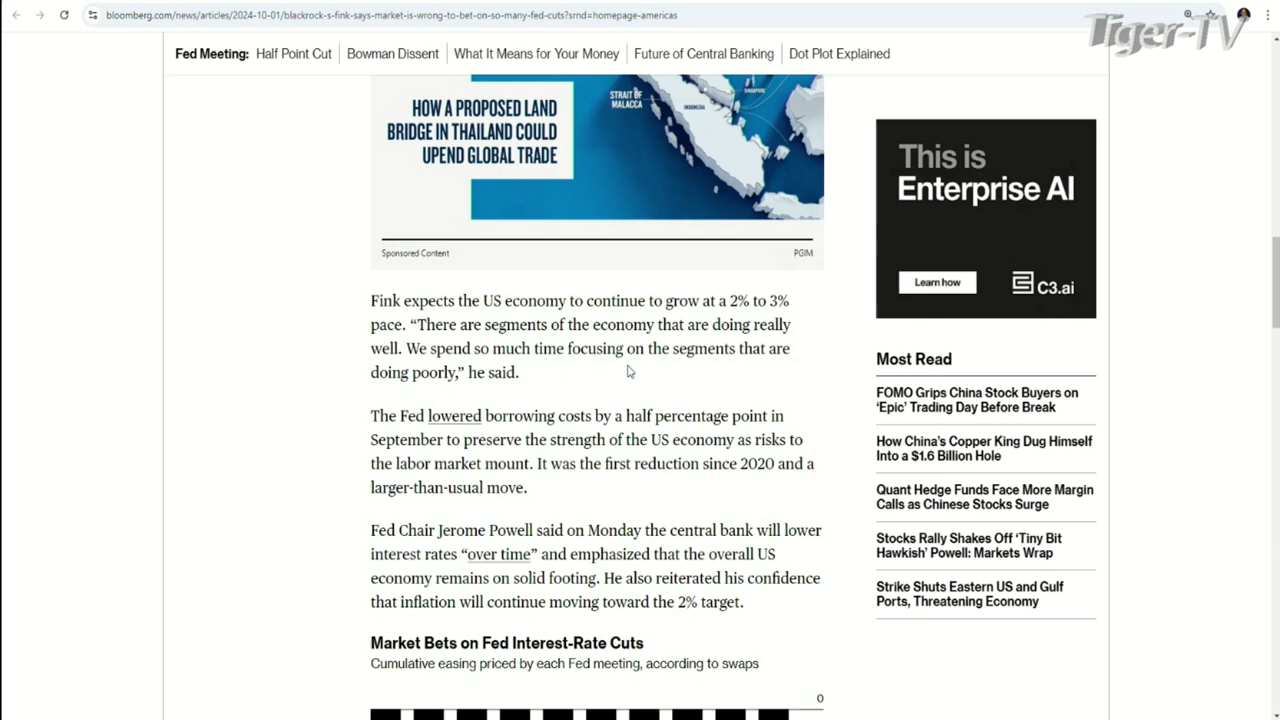 bloomberg.com/news/articles/2024-10-01/blackrock-s-fink-says-market-is-wrong-to-bet-on-so-many-fed-cuts?srnd=homepage-americas
Tiger-TV
Fed Meeting: Half Point Cut Bowman Dissent What It Means for Your Money Future of Central Banking Dot Plot Explained
HOW A PROPOSED LAND
BRIDGE IN THAILAND COULD
UPEND GLOBAL TRADE
STRAIT OF
MALACCA
SINGAPORE
INDONESIA
Sponsored Content PGIM
Fink expects the US economy to continue to grow at a 2% to 3%
pace. “There are segments of the economy that are doing really
well. We spend so much time focusing on the segments that are
doing poorly,” he said.
The Fed lowered borrowing costs by a half percentage point in
September to preserve the strength of the US economy as risks to
the labor market mount. It was the first reduction since 2020 and a
larger-than-usual move.
Fed Chair Jerome Powell said on Monday the central bank will lower
interest rates “over time” and emphasized that the overall US
economy remains on solid footing. He also reiterated his confidence
that inflation will continue moving toward the 2% target.
Market Bets on Fed Interest-Rate Cuts
Cumulative easing priced by each Fed meeting, according to swaps
0
This is
Enterprise AI
Learn how
C3.ai
Most Read
FOMO Grips China Stock Buyers on
‘Epic’ Trading Day Before Break
How China’s Copper King Dug Himself
Into a $1.6 Billion Hole
Quant Hedge Funds Face More Margin
Calls as Chinese Stocks Surge
Stocks Rally Shakes Off ‘Tiny Bit
Hawkish’ Powell: Markets Wrap
Strike Shuts Eastern US and Gulf
Ports, Threatening Economy